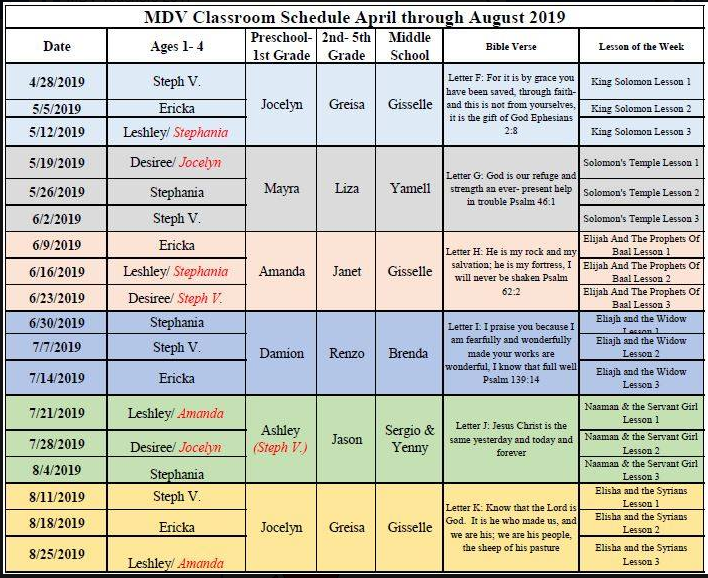 MDV Classroom Schedule April through August 2019
Date Ages 1- 4 Preschool- 1st Grade 2nd- 5th Grade Middle School Bible Verse Lesson of the Week
4/28/2019 Steph V. King Solomon Lesson 1
5/5/2019 Ericka King Solomon Lesson 2
5/12/2019 Leshley/ Stephania King Solomon Lesson 3
Jocelyn Greisa Gisselle
Letter F: For it is by grace you
have been saved, through faith-
and this is not from yourselves,
it is the gift of God Ephesians
2:8
5/19/2019 Desiree/ Jocelyn Solomon's Temple Lesson 1
5/26/2019 Stephania Solomon's Temple Lesson 2
6/2/2019 Steph V. Solomon's Temple Lesson 3
Mayra Liza Yamell
Letter G: God is our refuge and
strength an ever- present help
in trouble Psalm 46:1
6/9/2019 Ericka Elijah And The Prophets Of Baal Lesson 1
6/16/2019 Leshley/ Stephania Elijah And The Prophets Of Baal Lesson 2
6/23/2019 Desiree/ Steph V. Elijah And The Prophets Of Baal Lesson 3
Amanda Janet Gisselle
Letter H: He is my rock and my
salvation; he is my fortress, I
will never be shaken Psalm
62:2
6/30/2019 Stephania Eliajh and the Widow Lesson 1
7/7/2019 Steph V. Eliajh and the Widow Lesson 2
7/14/2019 Ericka Eliajh and the Widow Lesson 3
Damion Renzo Brenda
Letter I: I praise you because I
am fearfully and wonderfully
made your works are
wonderful, I know that full well
Psalm 139:14
7/21/2019 Leshley/ Amanda Naaman & the Servant Girl Lesson 1
7/28/2019 Desiree/ Jocelyn Naaman & the Servant Girl Lesson 2
8/4/2019 Stephania Naaman & the Servant Girl Lesson 3
Ashley (Steph V.) Jason Sergio & Yenny
Letter J: Jesus Christ is the
same yesterday and today and
forever
8/11/2019 Steph V. Elisha and the Syrians Lesson 1
8/18/2019 Ericka Elisha and the Syrians Lesson 2
8/25/2019 Leshley/ Amanda Elisha and the Syrians Lesson 3
Jocelyn Greisa Gisselle
Letter K: Know that the Lord is
God. It is he who made us, and
we are his; we are his people,
the sheep of his pasture